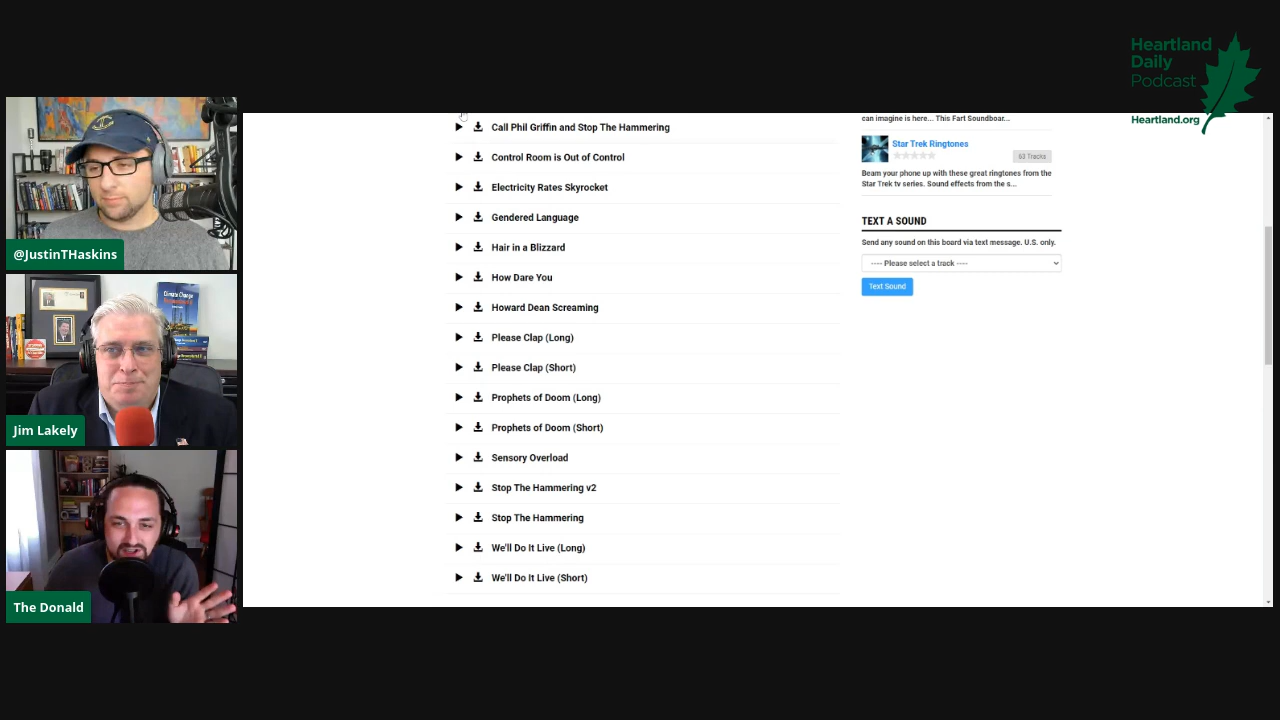 Heartland
Daily
Podcast
Heartland.org
@JustinTHaskins
Climate Change
Jim Lakely
The Donald
Call Phil Griffin and Stop The Hammering
Control Room is Out of Control
Electricity Rates Skyrocket
Gendered Language
Hair in a Blizzard
How Dare You
Howard Dean Screaming
Please Clap (Long)
Please Clap (Short)
Prophets of Doom (Long)
Prophets of Doom (Short)
Sensory Overload
Stop The Hammering v2
Stop The Hammering
We'll Do It Live (Long)
We'll Do It Live (Short)
can imagine is here... This Fart Soundboar...
Star Trek Ringtones
63 Tracks
Beam your phone up with these great ringtones from the
Star Trek tv series. Sound effects from the s...
TEXT A SOUND
Send any sound on this board via text message. U.S. only.
---- Please select a track ----
Text Sound